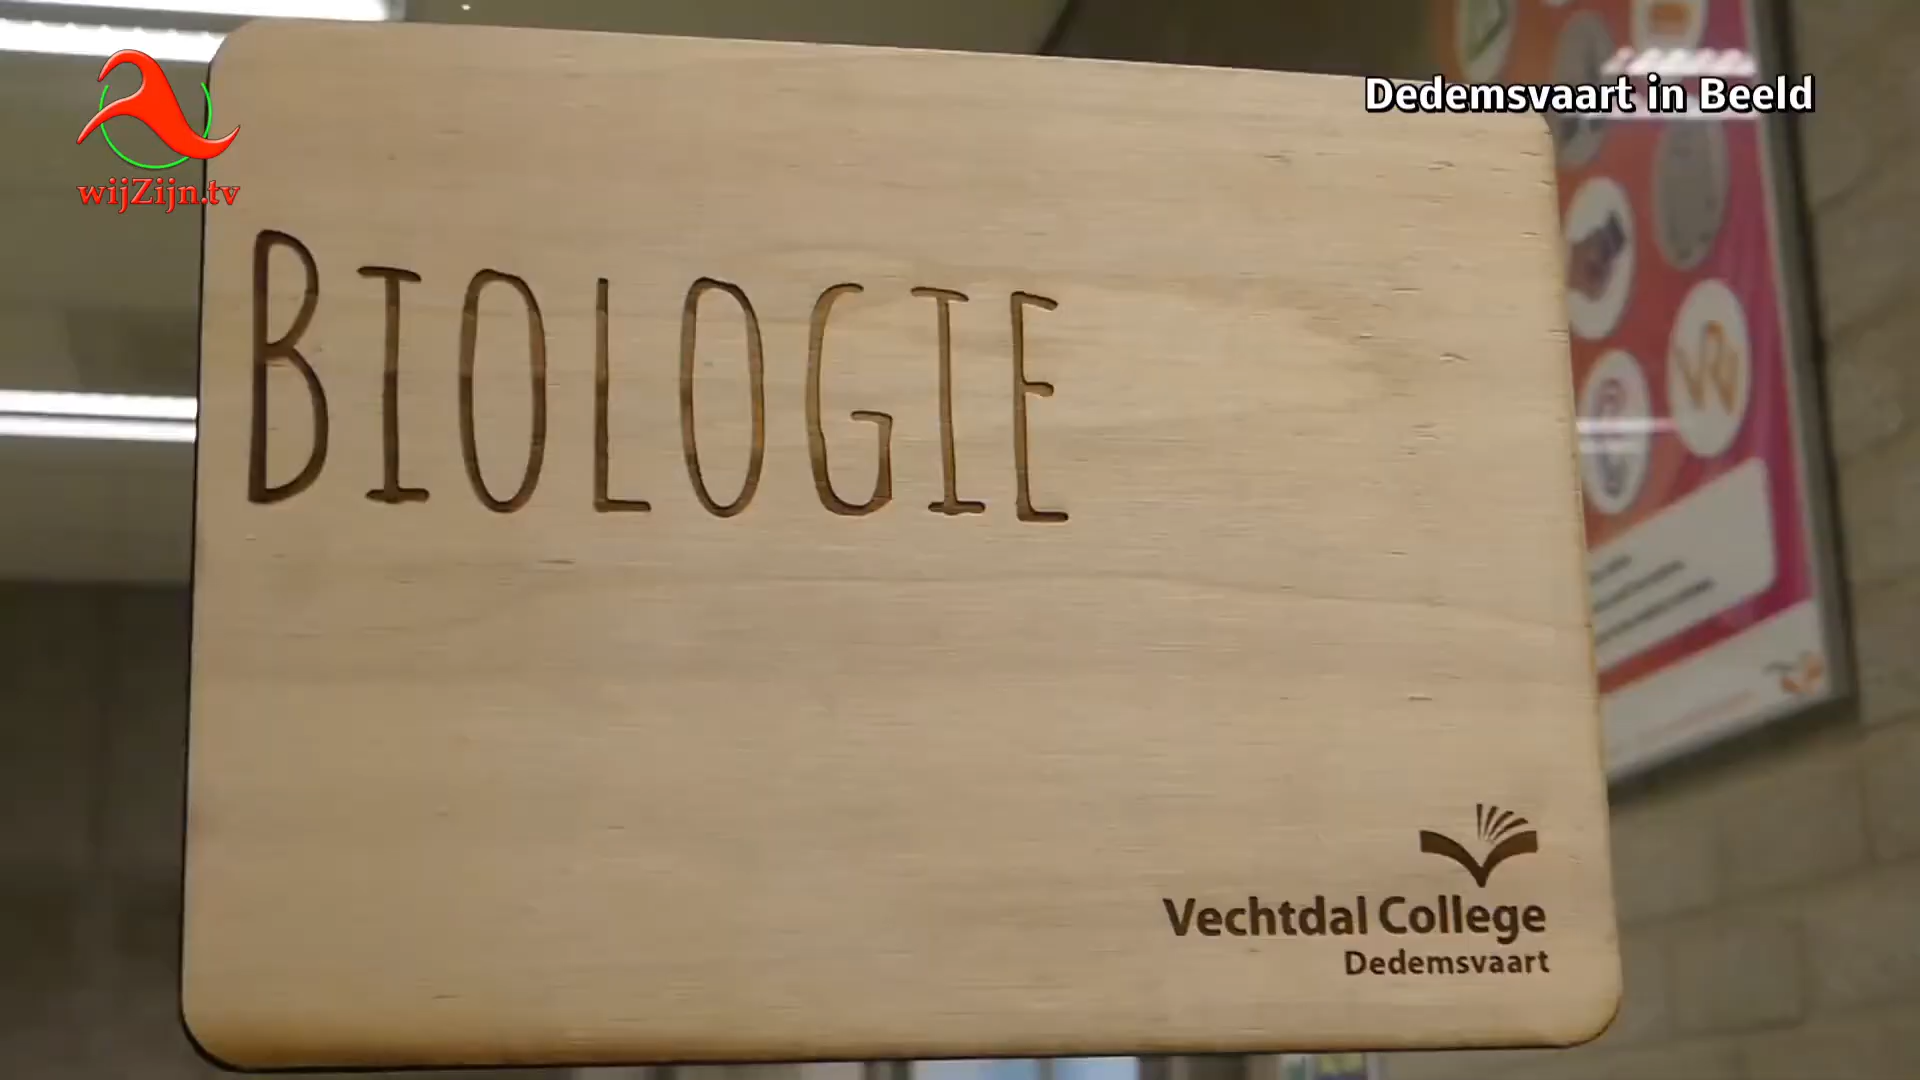 wijZijn.tv
Dedemsvaart in Beeld
BIOLOGIE
Vechtdal College
Dedemsvaart